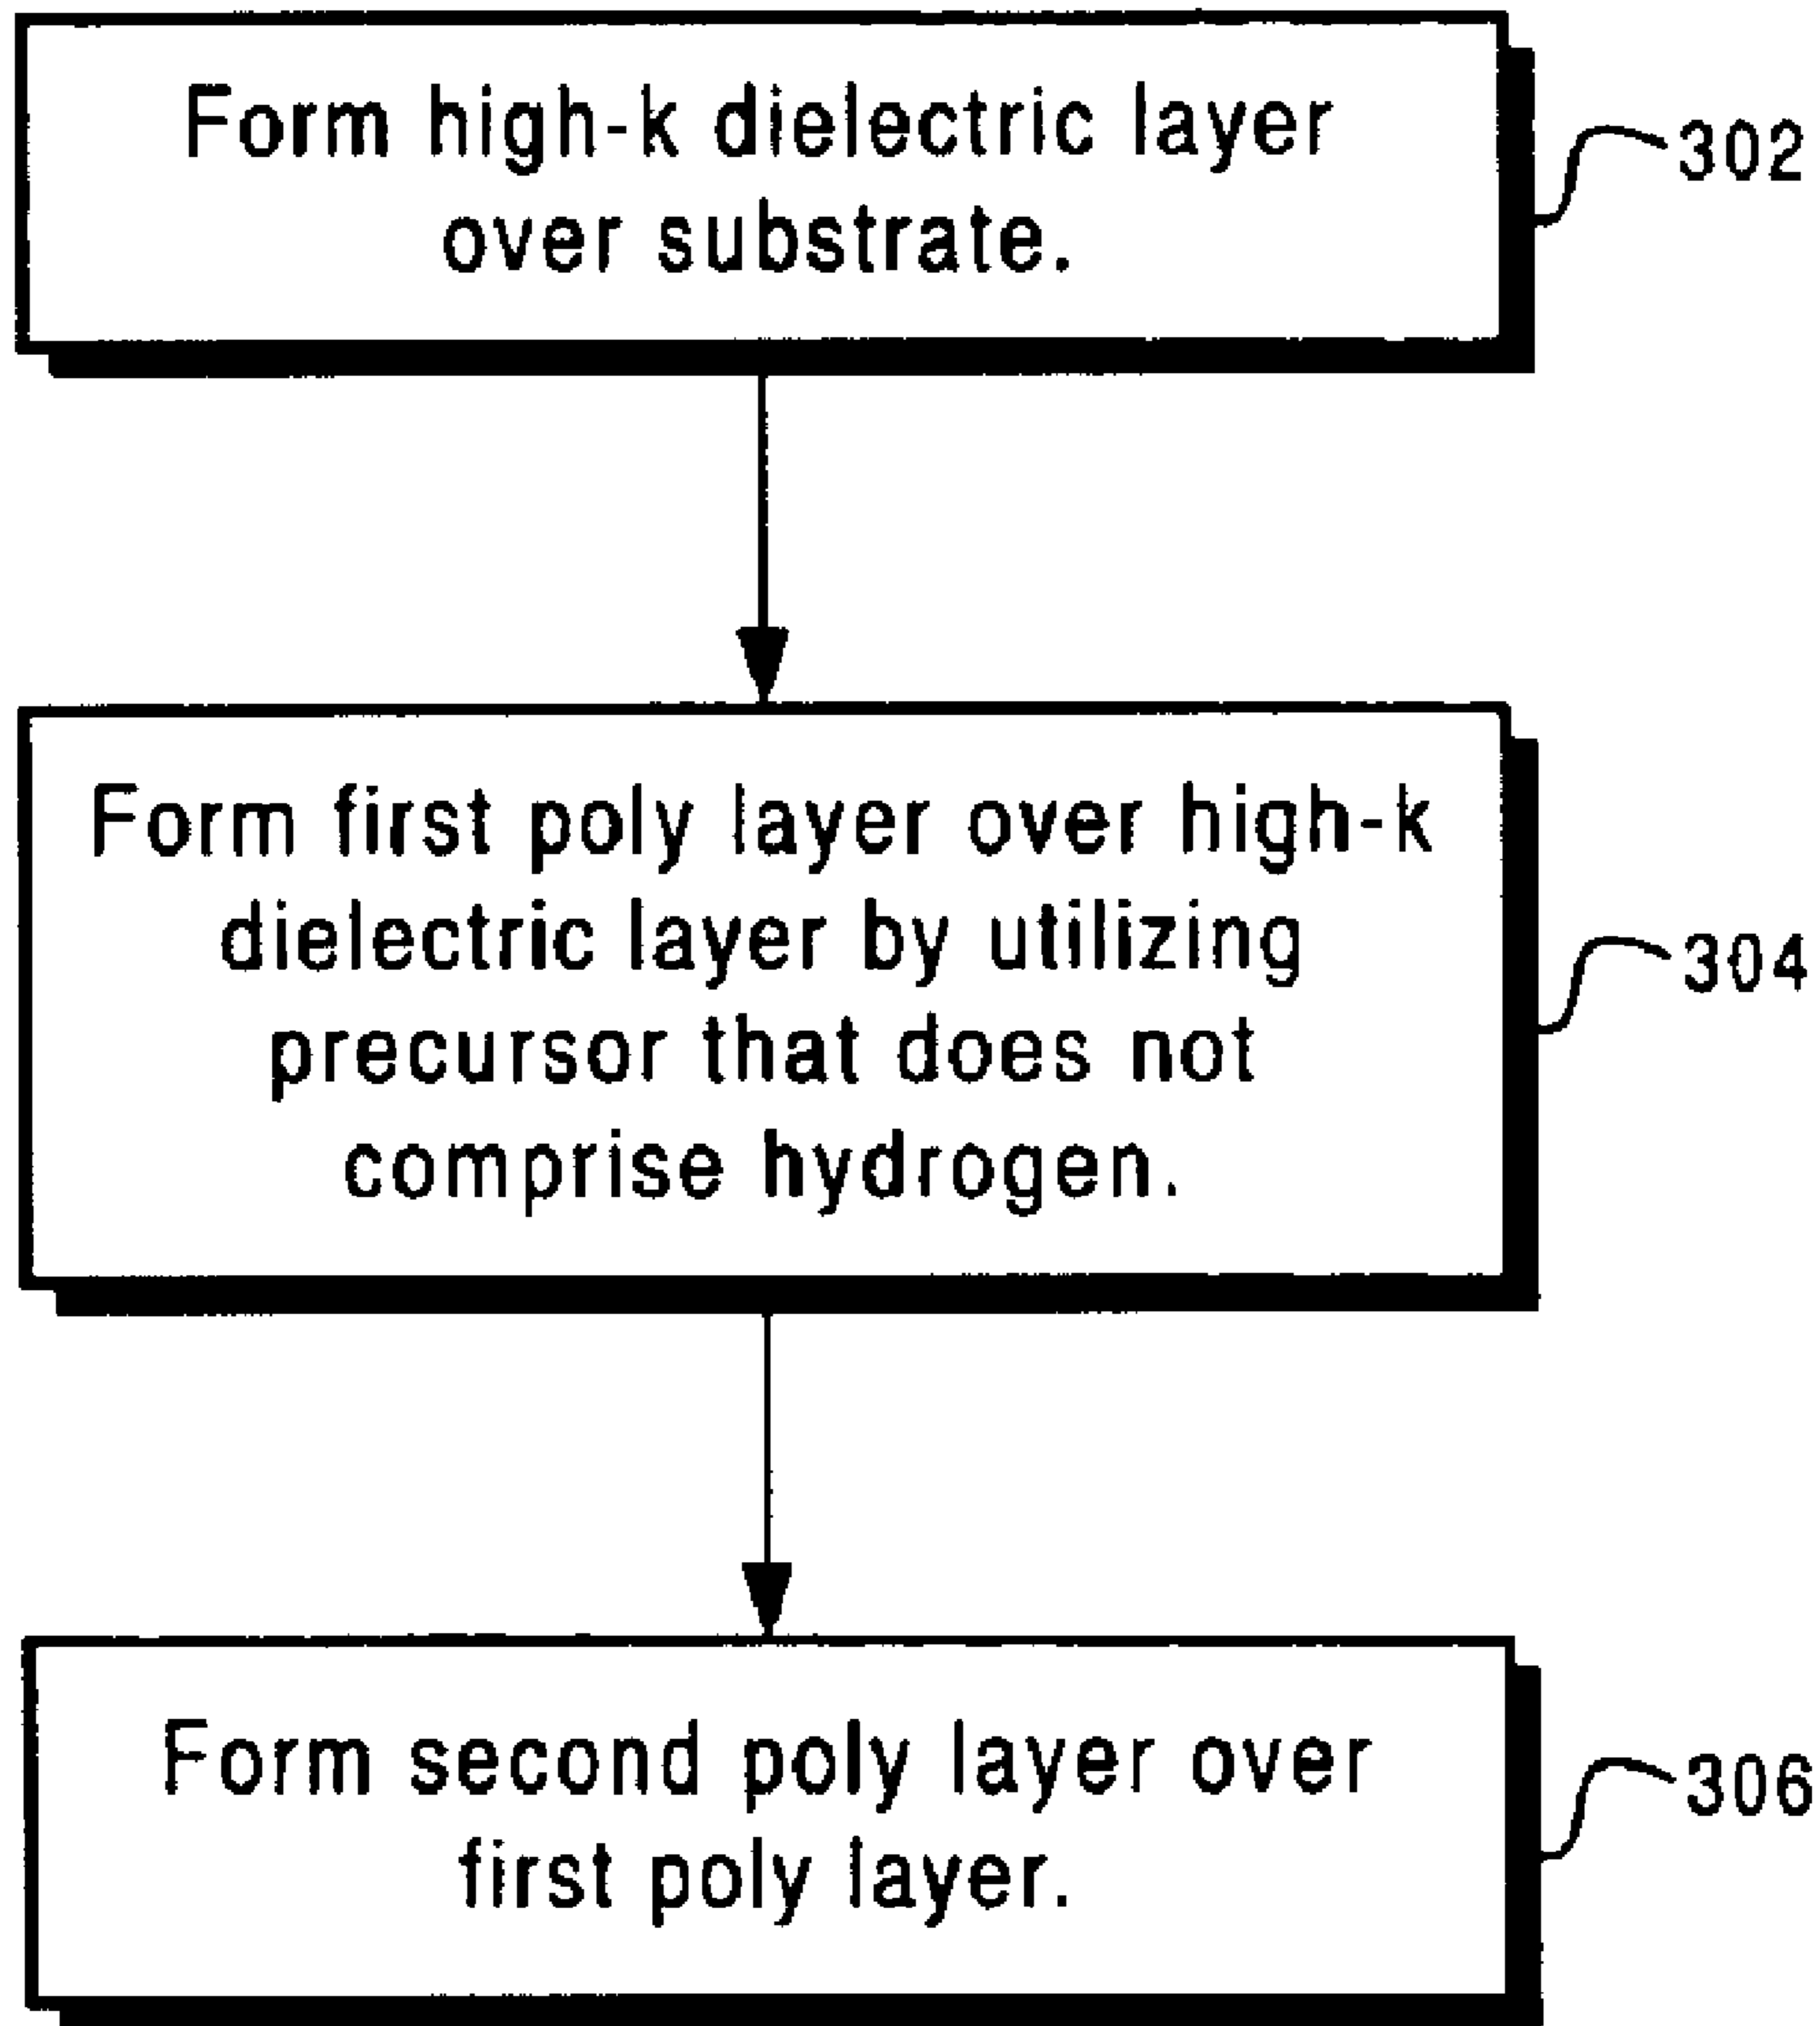 Form high-k dielectric layer
over substrate.
302
Form first poly layer over high-k
dielectric layer by utilizing
precursor that does not
comprise hydrogen.
304
Form second poly layer over
first poly layer.
306